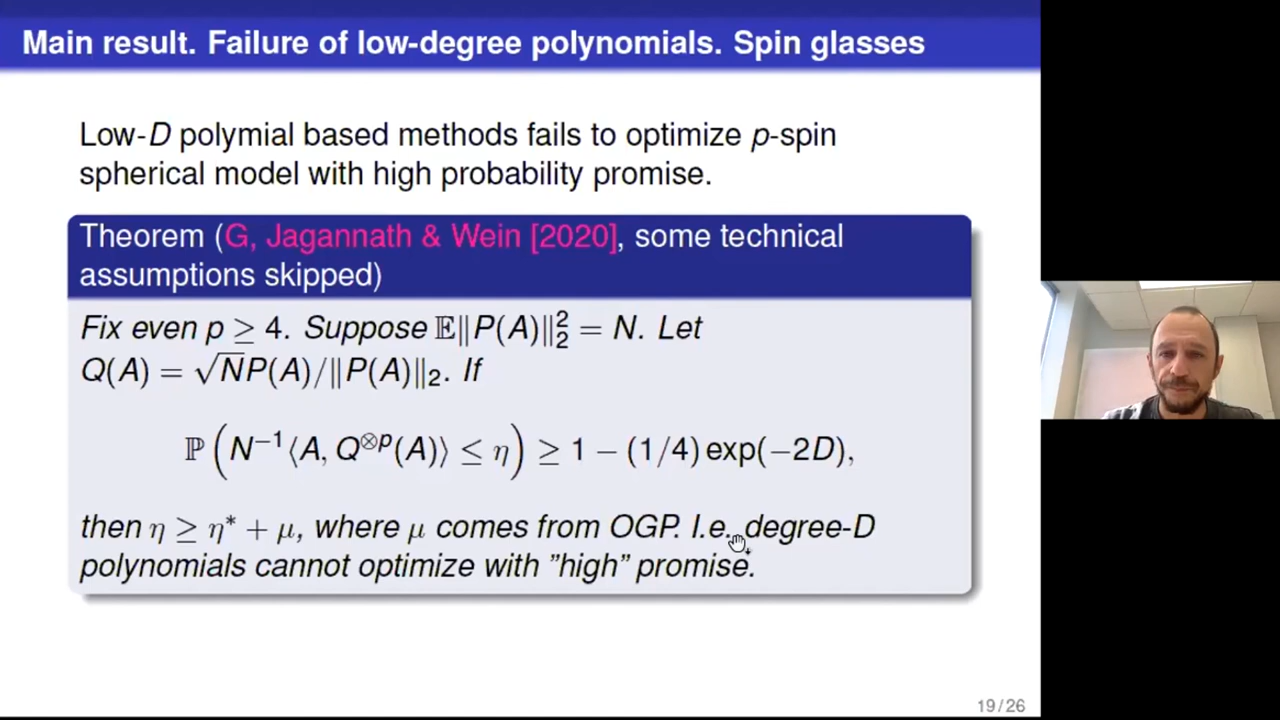 Main result. Failure of low-degree polynomials. Spin glasses
Low-D polymial based methods fails to optimize p-spin
spherical model with high probability promise.
Theorem (G, Jagannath & Wein [2020], some technical
assumptions skipped)
Fix even p ≥ 4. Suppose 𝔼‖P(A)‖₂² = N. Let
Q(A) = √N P(A)/‖P(A)‖₂. If
ℙ(N⁻¹⟨A, Q^{⊗p}(A)⟩ ≤ η) ≥ 1 − (1/4) exp(−2D),
then η ≥ η* + μ, where μ comes from OGP. I.e. degree-D
polynomials cannot optimize with ”high” promise.
19/26